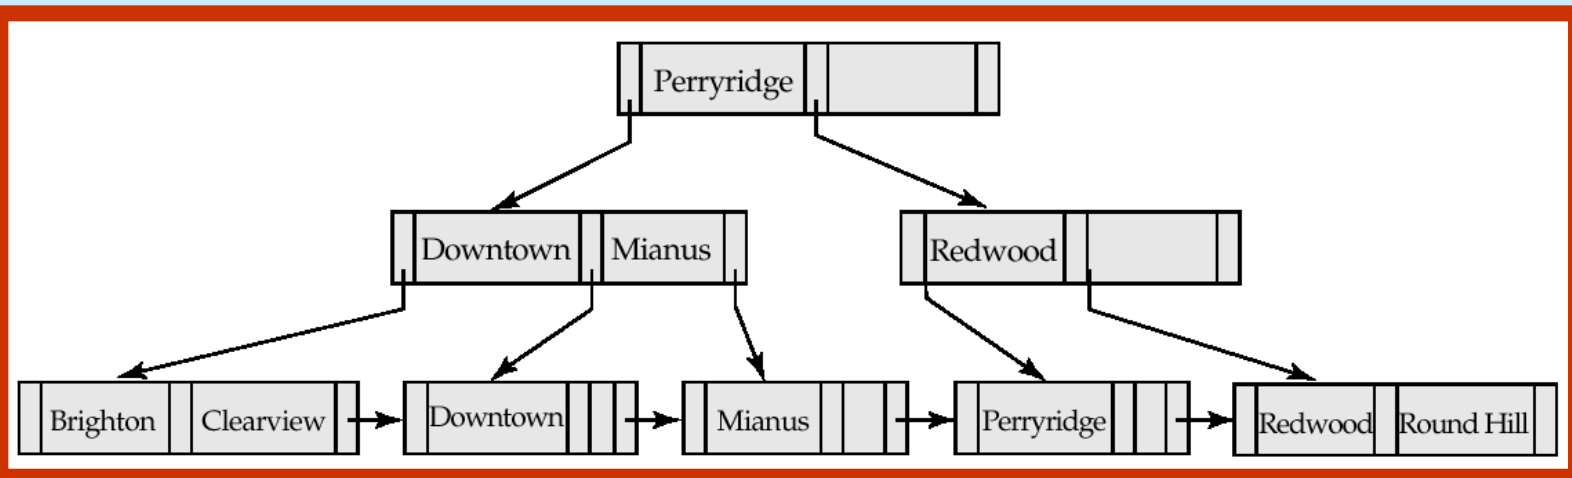 Perryridge
Downtown Mianus
Redwood
Brighton Clearview
Downtown
Mianus
Perryridge
Redwood Round Hill